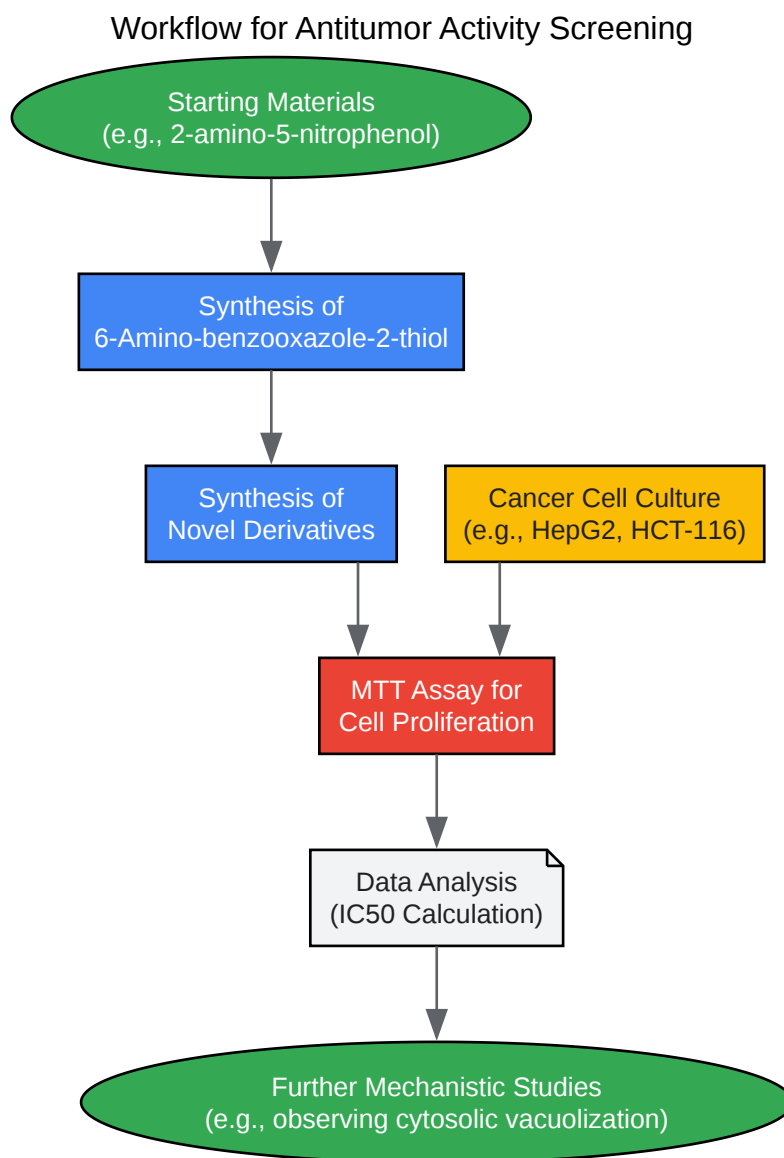 Workflow for Antitumor Activity Screening
Starting Materials
(e.g., 2-amino-5-nitrophenol)
Synthesis of
6-Amino-benzooxazole-2-thiol
Synthesis of
Novel Derivatives
Cancer Cell Culture
(e.g., HepG2, HCT-116)
MTT Assay for
Cell Proliferation
Data Analysis
(IC50 Calculation)
Further Mechanistic Studies
(e.g., observing cytosolic vacuolization)